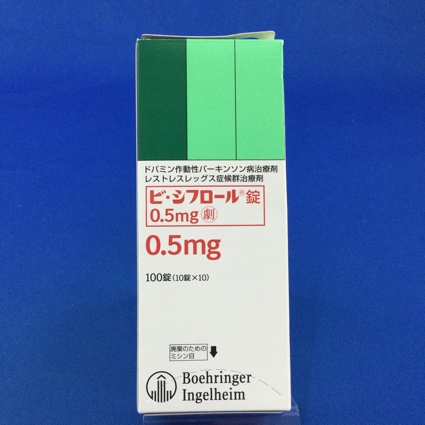 ドパミン作動性パーキンソン病治療剤
レストレスレッグス症候群治療剤
ビ・シフロール®錠
0.5mg 劇
0.5mg
100錠(10錠×10)
廃棄のための
ミシン目
Boehringer
Ingelheim